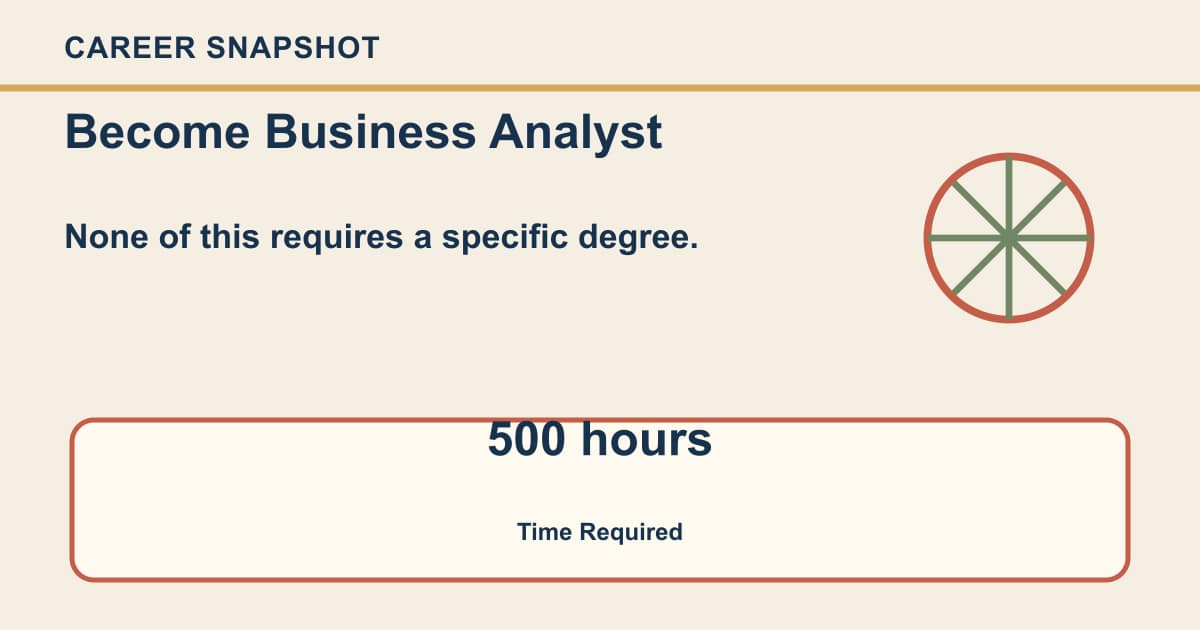 CAREER SNAPSHOT
Become Business Analyst
None of this requires a specific degree.
500 hours
Time Required